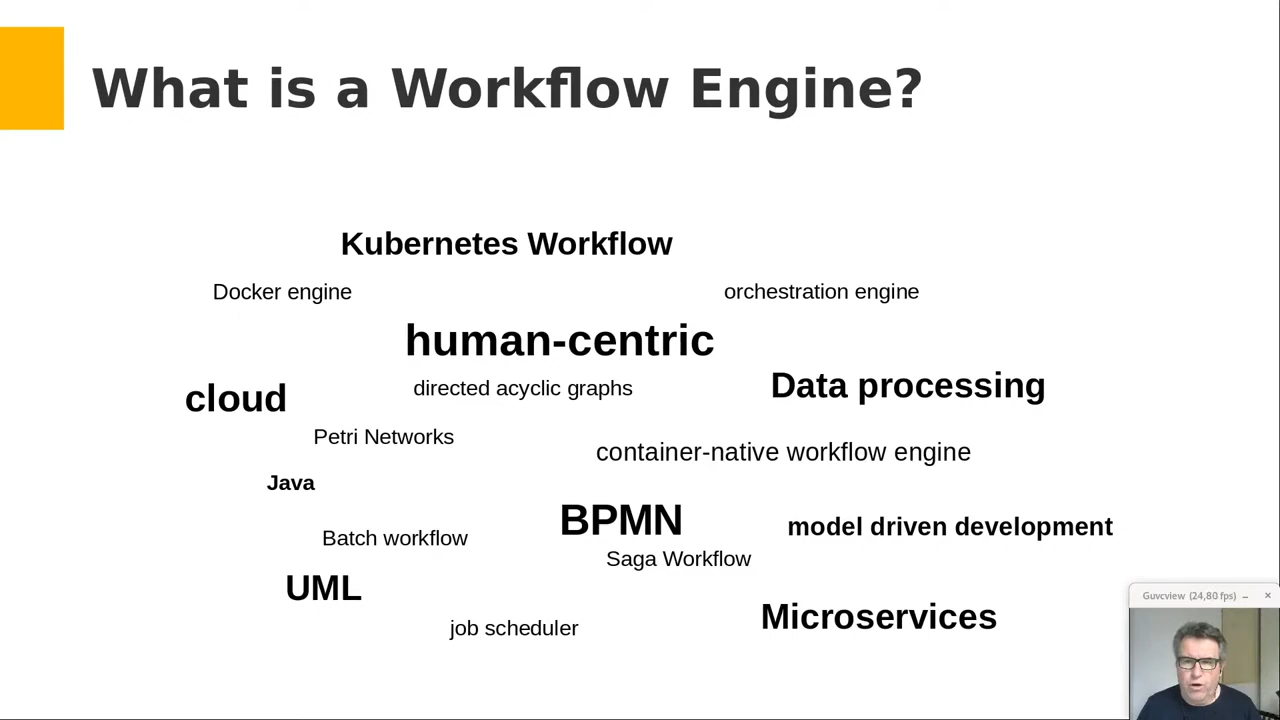 What is a Workflow Engine?
Kubernetes Workflow
Docker engine
orchestration engine
human-centric
cloud
directed acyclic graphs
Data processing
Petri Networks
container-native workflow engine
Java
BPMN
model driven development
Batch workflow
Saga Workflow
UML
Microservices
job scheduler
Guvcview (24,80 fps)